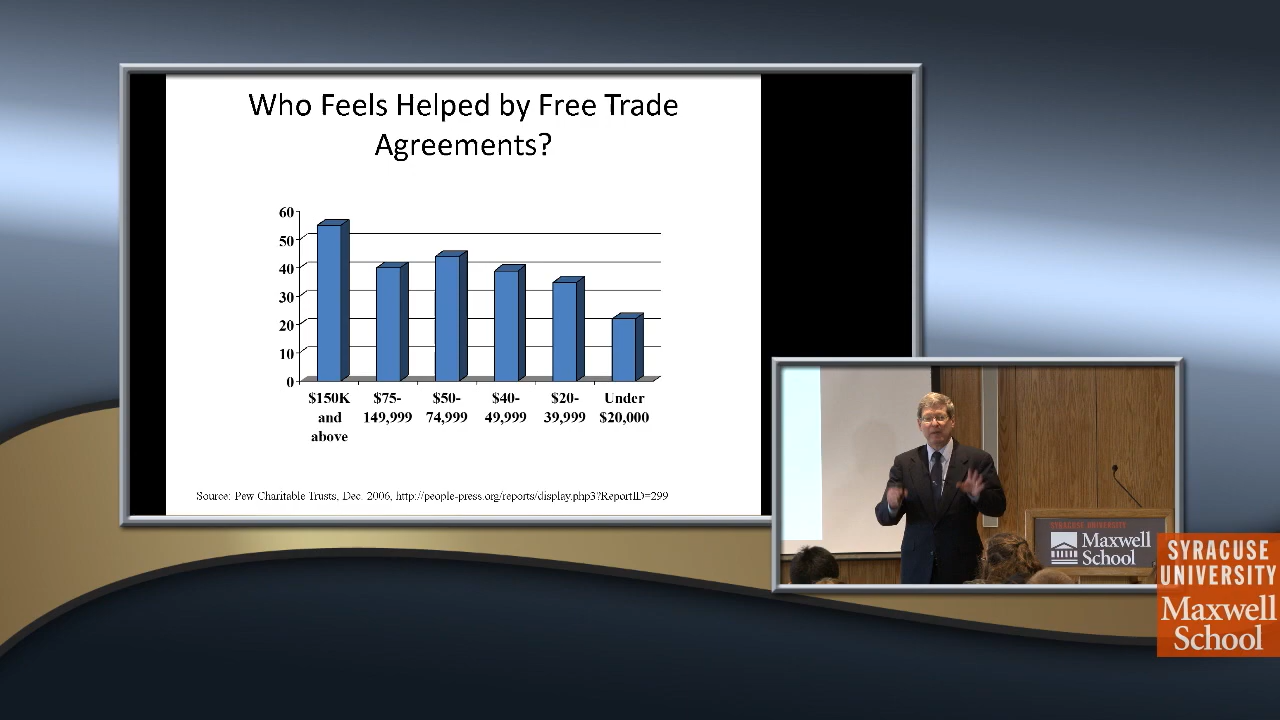 Who Feels Helped by Free Trade
Agreements?
60
50
40
30
20
10
0
$150K and above
$75-149,999
$50-74,999
$40-49,999
$20-39,999
Under $20,000
Source: Pew Charitable Trusts, Dec. 2006, http://people-press.org/reports/display.php3?ReportID=299
SYRACUSE UNIVERSITY
Maxwell
School
SYRACUSE
UNIVERSITY
Maxwell
School